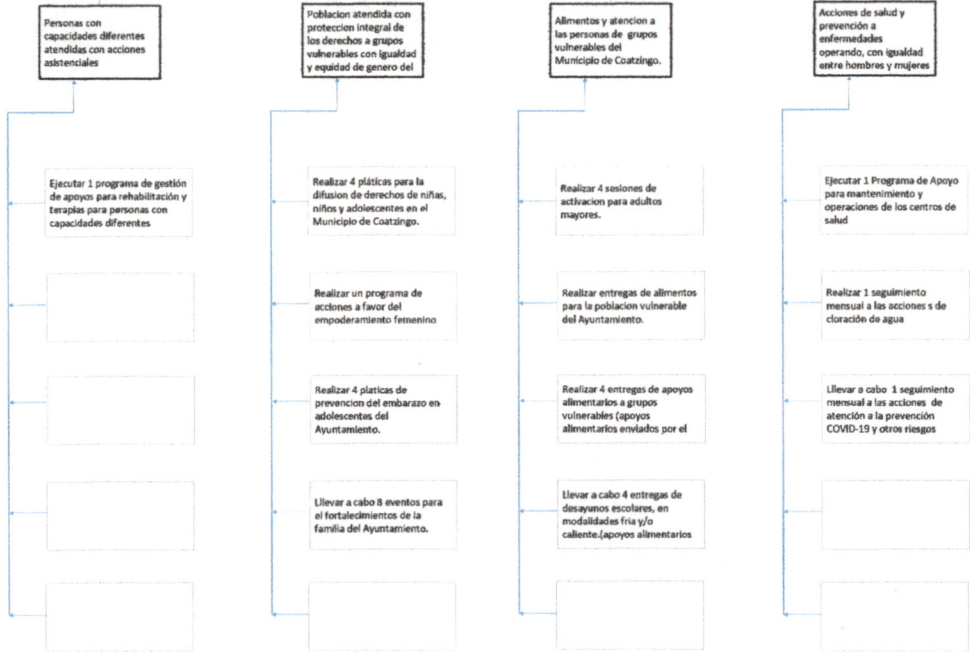 Personas con
capacidades diferentes
atendidas con acciones
asistenciales
Ejecutar 1 programa de gestión
de apoyos para rehabilitación y
terapias para personas con
capacidades diferentes
Poblacion atendida con
proteccion integral de
los derechos a grupos
vulnerables con igualdad
y equidad de genero del
Realizar 4 pláticas para la
difusion de derechos de niñas,
niños y adolescentes en el
Municipio de Coatzingo.
Realizar un programa de
acciones a favor del
empoderamiento femenino
Realizar 4 platicas de
prevencion del embarazo en
adolescentes del
Ayuntamiento.
Llevar a cabo 8 eventos para
el fortalecimientos de la
familia del Ayuntamiento.
Alimentos y atencion a
las personas de grupos
vulnerables del
Municipio de Coatzingo.
Realizar 4 sesiones de
activacion para adultos
mayores.
Realizar entregas de alimentos
para la poblacion vulnerable
del Ayuntamiento.
Realizar 4 entregas de apoyos
alimentarios a grupos
vulnerables (apoyos
alimentarios enviados por el
Llevar a cabo 4 entregas de
desayunos escolares, en
modalidades fria y/o
caliente.(apoyos alimentarios
Acciones de salud y
prevención a
enfermedades
operando, con igualdad
entre hombres y mujeres
Ejecutar 1 Programa de Apoyo
para mantenimiento y
operaciones de los centros de
salud
Realizar 1 seguimiento
mensual a las acciones s de
cloración de agua
Llevar a cabo 1 seguimiento
mensual a las acciones de
atención a la prevención
COVID-19 y otros riesgos